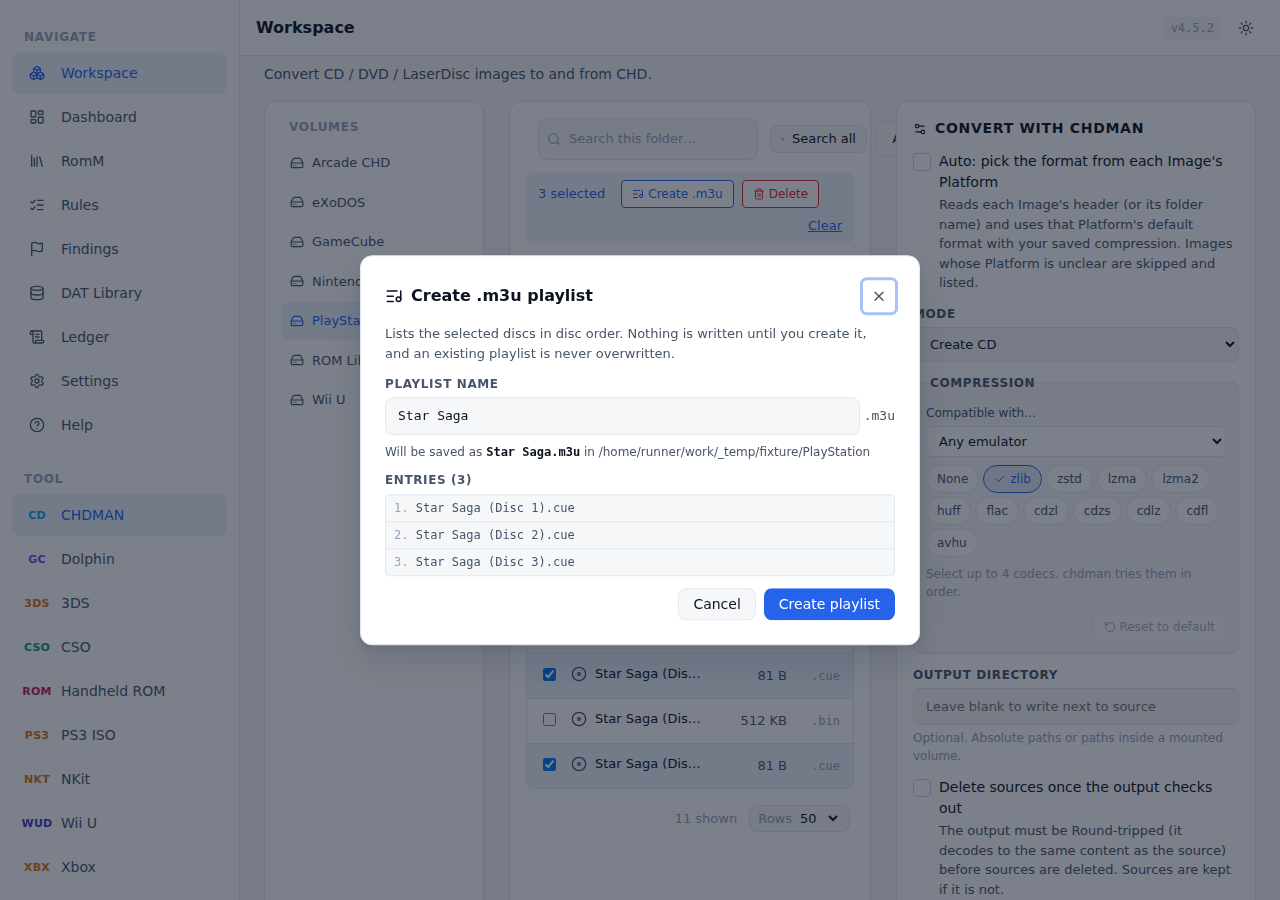 NAVIGATE
Workspace
Dashboard
RomM
Rules
Findings
DAT Library
Ledger
Settings
Help
TOOL
CD CHDMAN
GC Dolphin
3DS 3DS
CSO CSO
ROM Handheld ROM
PS3 PS3 ISO
NKT NKit
WUD Wii U
XBX Xbox
Workspace
v4.5.2
Convert CD / DVD / LaserDisc images to and from CHD.
VOLUMES
Arcade CHD
eXoDOS
GameCube
Wii U
Search this folder…
Search all
3 selected
Create .m3u
Delete
Clear
Create .m3u playlist
Lists the selected discs in disc order. Nothing is written until you create it,
and an existing playlist is never overwritten.
PLAYLIST NAME
Star Saga .m3u
Will be saved as Star Saga.m3u in /home/runner/work/_temp/fixture/PlayStation
ENTRIES (3)
1. Star Saga (Disc 1).cue
2. Star Saga (Disc 2).cue
3. Star Saga (Disc 3).cue
Cancel
Create playlist
Star Saga (Dis… 81 B .cue
Star Saga (Dis… 512 KB .bin
Star Saga (Dis… 81 B .cue
11 shown
Rows 50
CONVERT WITH CHDMAN
Auto: pick the format from each Image's
Platform
Reads each Image's header (or its folder
name) and uses that Platform's default
format with your saved compression. Images
whose Platform is unclear are skipped and
listed.
MODE
Create CD
COMPRESSION
Compatible with…
Any emulator
None zlib zstd lzma lzma2
huff flac cdzl cdzs cdlz cdfl
avhu
Select up to 4 codecs. chdman tries them in
order.
Reset to default
OUTPUT DIRECTORY
Leave blank to write next to source
Optional. Absolute paths or paths inside a mounted
volume.
Delete sources once the output checks
out
The output must be Round-tripped (it
decodes to the same content as the source)
before sources are deleted. Sources are kept
if it is not.